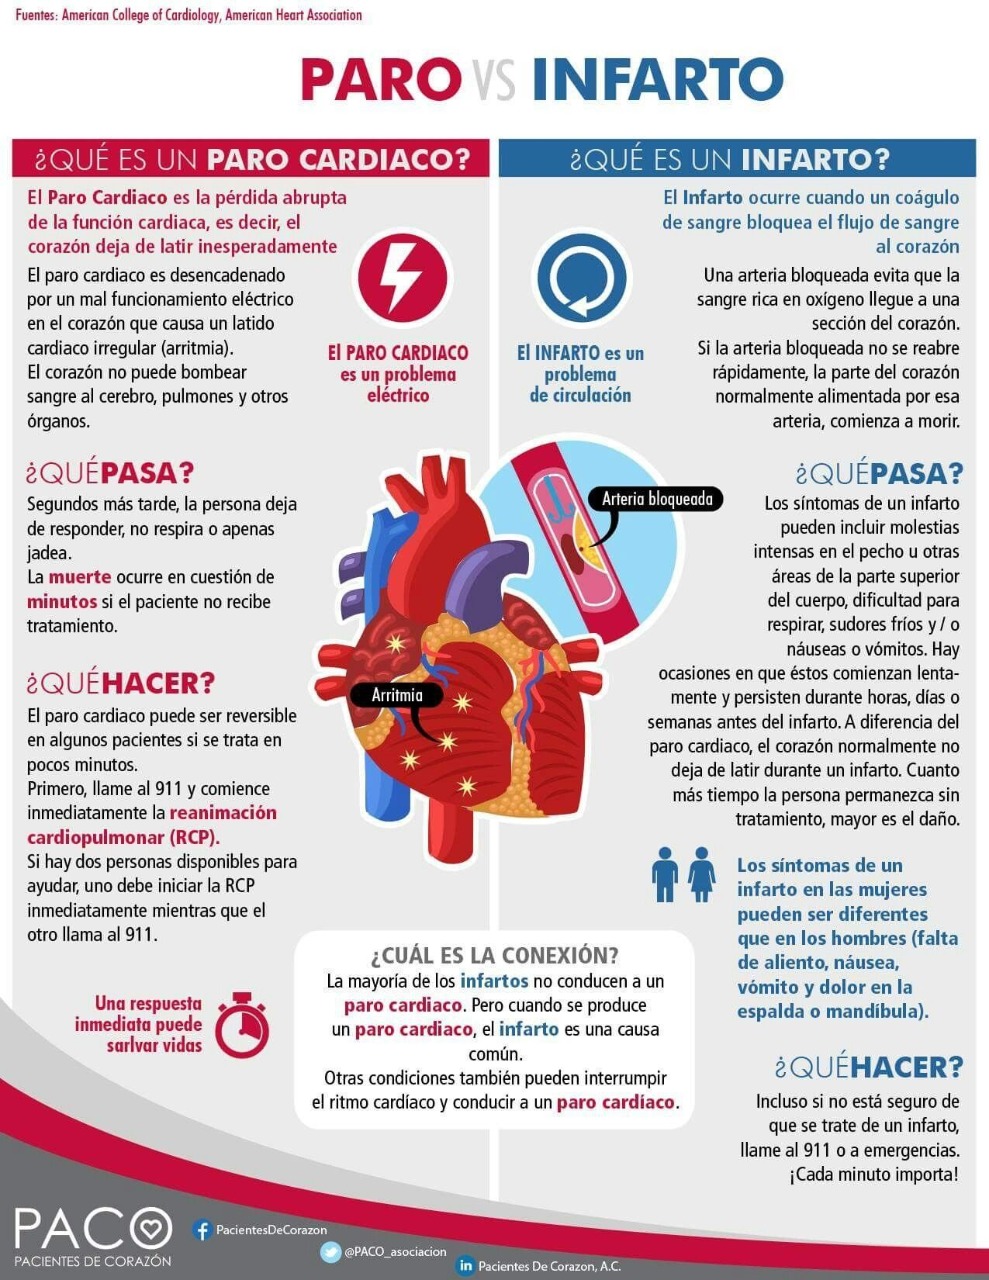 Fuentes: American College of Cardiology, American Heart Association
PARO VS INFARTO
¿QUÉ ES UN PARO CARDIACO?
El Paro Cardiaco es la pérdida abrupta
de la función cardiaca, es decir, el
corazón deja de latir inesperadamente
El paro cardiaco es desencadenado
por un mal funcionamiento eléctrico
en el corazón que causa un latido
cardiaco irregular (arritmia).
El corazón no puede bombear
sangre al cerebro, pulmones y otros
órganos.
El PARO CARDIACO
es un problema
eléctrico
¿QUÉPASA?
Segundos más tarde, la persona deja
de responder, no respira o apenas
jadea.
La muerte ocurre en cuestión de
minutos si el paciente no recibe
tratamiento.
¿QUÉHACER?
El paro cardiaco puede ser reversible
en algunos pacientes si se trata en
pocos minutos.
Primero, llame al 911 y comience
inmediatamente la reanimación
cardiopulmonar (RCP).
Si hay dos personas disponibles para
ayudar, uno debe iniciar la RCP
inmediatamente mientras que el
otro llama al 911.
Una respuesta
inmediata puede
sarlvar vidas
¿QUÉ ES UN INFARTO?
El Infarto ocurre cuando un coágulo
de sangre bloquea el flujo de sangre
al corazón
Una arteria bloqueada evita que la
sangre rica en oxígeno llegue a una
sección del corazón.
Si la arteria bloqueada no se reabre
rápidamente, la parte del corazón
normalmente alimentada por esa
arteria, comienza a morir.
El INFARTO es un
problema
de circulación
Arteria bloqueada
Arritmia
¿QUÉPASA?
Los síntomas de un infarto
pueden incluir molestias
intensas en el pecho u otras
áreas de la parte superior
del cuerpo, dificultad para
respirar, sudores fríos y / o
náuseas o vómitos. Hay
ocasiones en que éstos comienzan lenta-
mente y persisten durante horas, días o
semanas antes del infarto. A diferencia del
paro cardiaco, el corazón normalmente no
deja de latir durante un infarto. Cuanto
más tiempo la persona permanezca sin
tratamiento, mayor es el daño.
Los síntomas de un
infarto en las mujeres
pueden ser diferentes
que en los hombres (falta
de aliento, náusea,
vómito y dolor en la
espalda o mandíbula).
¿QUÉHACER?
Incluso si no está seguro de
que se trate de un infarto,
llame al 911 o a emergencias.
¡Cada minuto importa!
¿CUÁL ES LA CONEXIÓN?
La mayoría de los infartos no conducen a un
paro cardiaco. Pero cuando se produce
un paro cardiaco, el infarto es una causa
común.
Otras condiciones también pueden interrumpir
el ritmo cardíaco y conducir a un paro cardíaco.
PACO
PACIENTES DE CORAZÓN
PacientesDeCorazon
@PACO_asociacion
in Pacientes De Corazon, A.C.